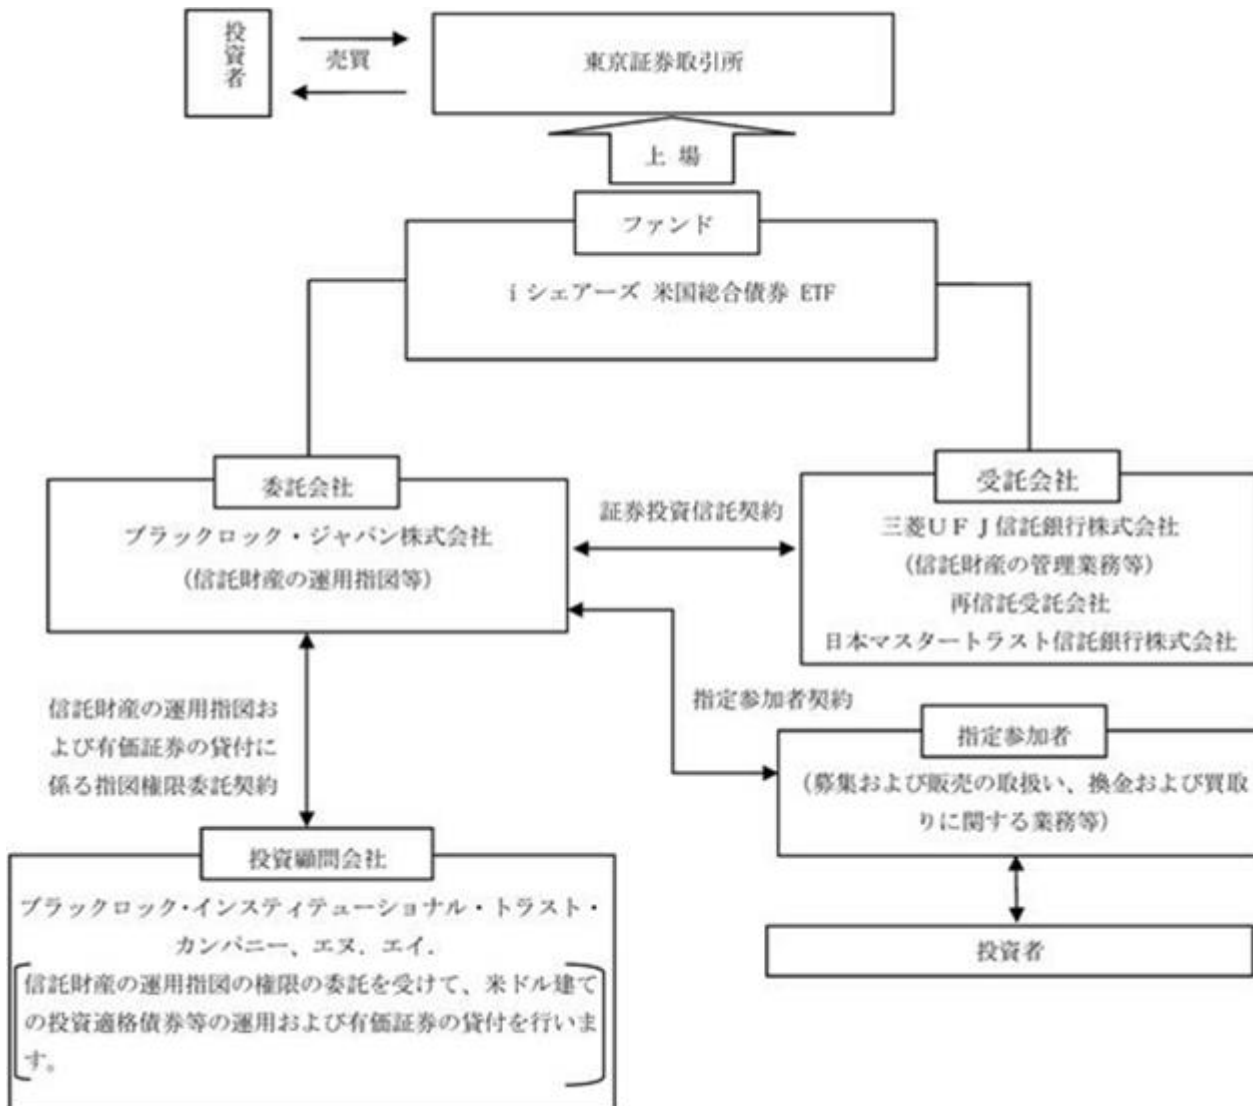 投資者
売買
東京証券取引所
上 場
ファンド
i シェアーズ 米国総合債券 ETF
委託会社
ブラックロック・ジャパン株式会社
(信託財産の運用指図等)
証券投資信託契約
受託会社
三菱UFJ信託銀行株式会社
(信託財産の管理業務等)
再信託受託会社
日本マスタートラスト信託銀行株式会社
信託財産の運用指図お
よび有価証券の貸付に
係る指図権限委託契約
指定参加者契約
指定参加者
(募集および販売の取扱い、換金および買取
りに関する業務等)
投資顧問会社
ブラックロック・インスティテューショナル・トラスト・
カンパニー、エヌ．エイ．
信託財産の運用指図の権限の委託を受けて、米ドル建て
の投資適格債券等の運用および有価証券の貸付を行いま
す。
投資者